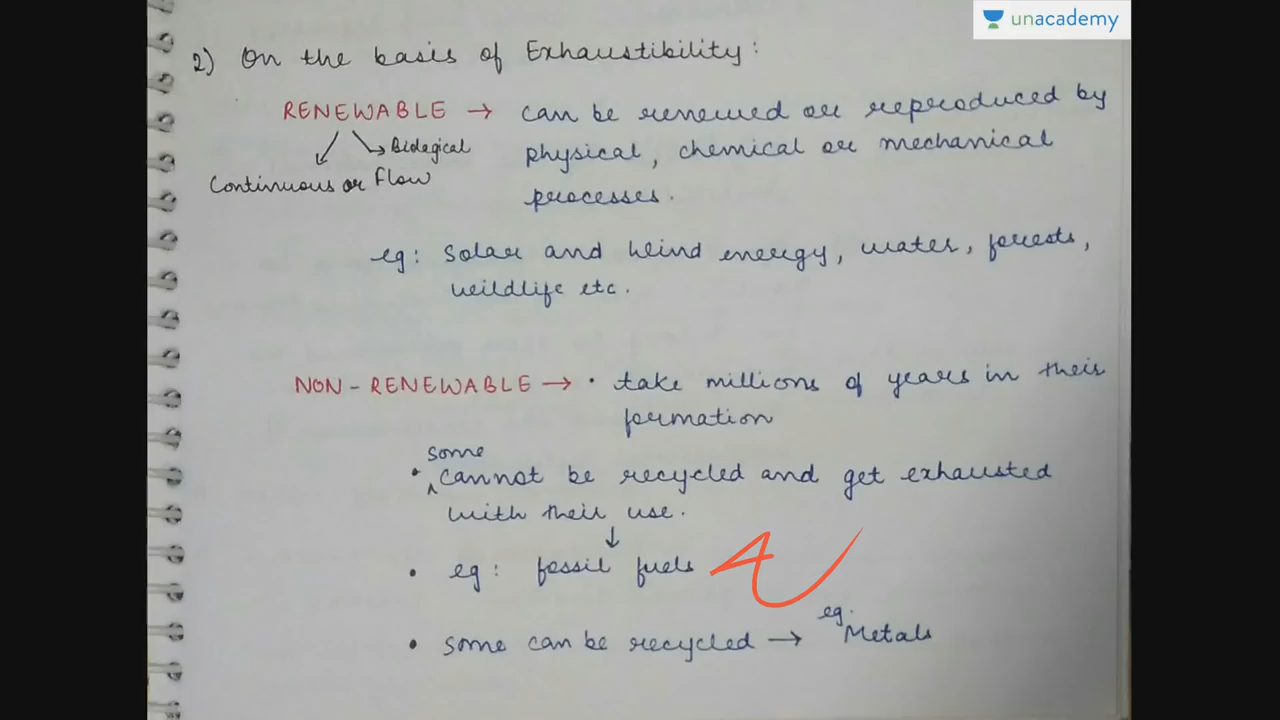 unacademy
2) On the basis of Exhaustibility:
RENEWABLE → can be renewed or reproduced by
→ Biological
physical, chemical or mechanical
Continuous or Flow
processes.
eg: Solar and Wind energy, water, forests,
wildlife etc.
NON-RENEWABLE → • take millions of years in their
formation
some
• ^cannot be recycled and get exhausted
with their use.
↓
• eg: fossil fuels
• some can be recycled → eg. Metals